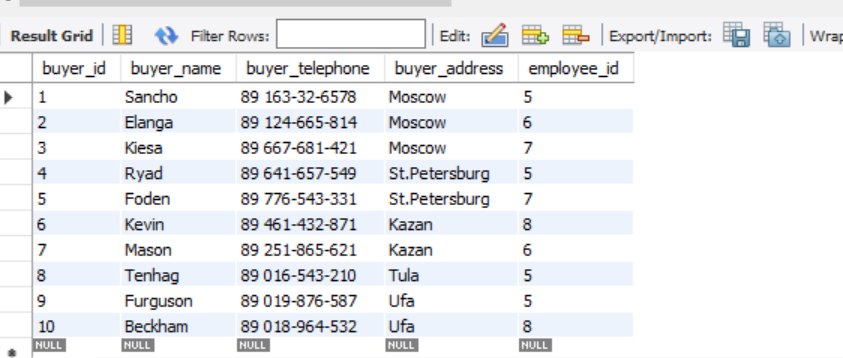 Result Grid Filter Rows: Edit: Export/Import: Wrap
buyer_id buyer_name buyer_telephone buyer_address employee_id
1 Sancho 89 163-32-6578 Moscow 5
2 Elanga 89 124-665-814 Moscow 6
3 Kiesa 89 667-681-421 Moscow 7
4 Ryad 89 641-657-549 St.Petersburg 5
5 Foden 89 776-543-331 St.Petersburg 7
6 Kevin 89 461-432-871 Kazan 8
7 Mason 89 251-865-621 Kazan 6
8 Tenhag 89 016-543-210 Tula 5
9 Furguson 89 019-876-587 Ufa 5
10 Beckham 89 018-964-532 Ufa 8
NULL NULL NULL NULL NULL